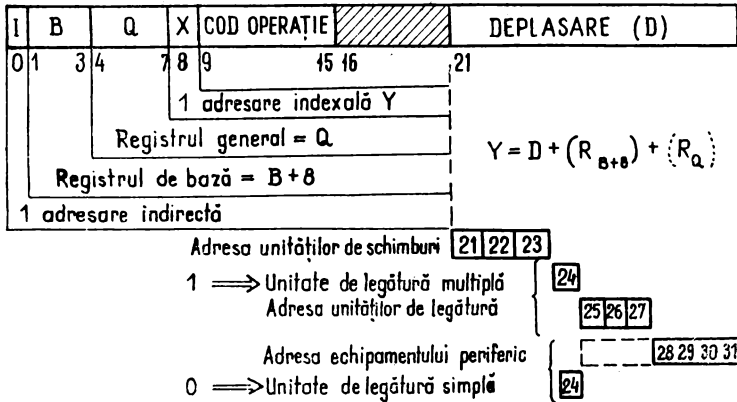 I B Q X COD OPERAȚIE DEPLASARE (D)
0 1 3 4 7 8 9 15 16 21
1 adresare indexală Y
Registrul general = Q
Y = D + (R B+8) + (R Q)
Registrul de bază = B+8
1 adresare indirectă
Adresa unităților de schimburi 21 22 23
1 ⟹ Unitate de legătură multiplă 24
Adresa unităților de legătură 25 26 27
Adresa echipamentului periferic 28 29 30 31
0 ⟹ Unitate de legătură simplă 24